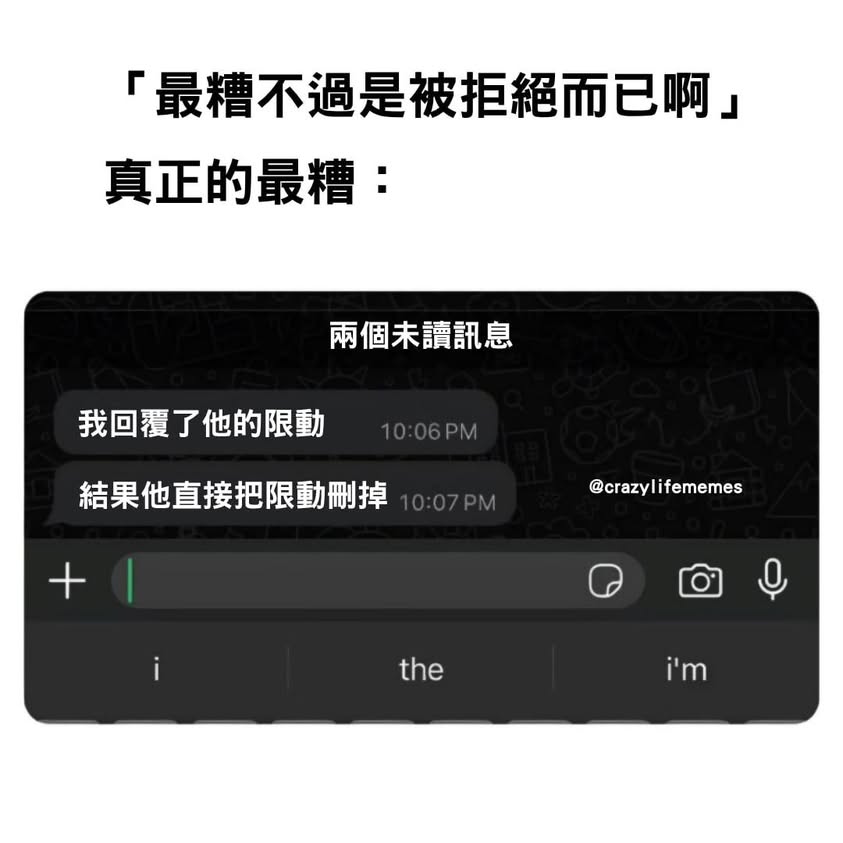 「最糟不過是被拒絕而已啊」
真正的最糟：
兩個未讀訊息
我回覆了他的限動 10:06 PM
結果他直接把限動刪掉 10:07 PM
@crazylifememes
i the i'm